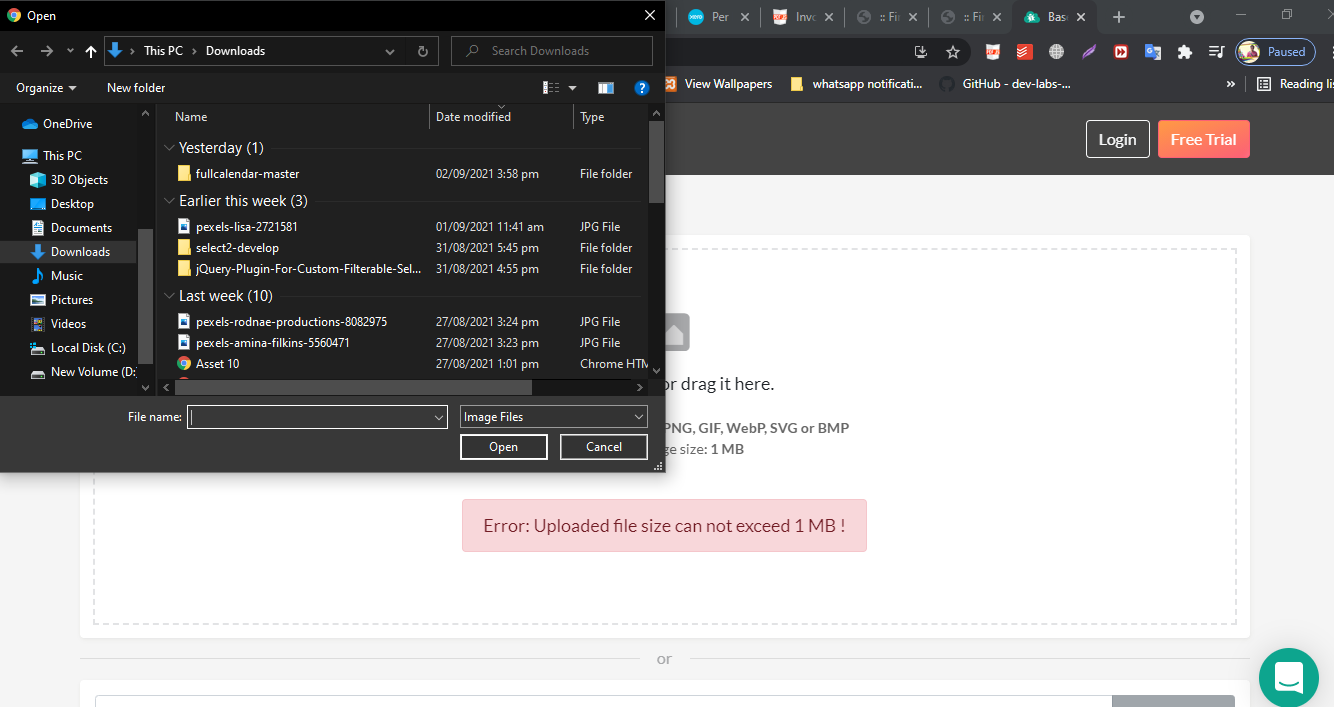 Open
Per
Invo
:: Fi
:: Fi
Bas
This PC > Downloads
Search Downloads
Paused
Organize
New folder
View Wallpapers
whatsapp notificati...
GitHub - dev-labs-...
»
Reading lis
Name
Date modified
Type
OneDrive
This PC
3D Objects
Desktop
Documents
Downloads
Music
Pictures
Videos
Local Disk (C:)
New Volume (D:
Yesterday (1)
fullcalendar-master 02/09/2021 3:58 pm File folder
Earlier this week (3)
pexels-lisa-2721581 01/09/2021 11:41 am JPG File
select2-develop 31/08/2021 5:45 pm File folder
jQuery-Plugin-For-Custom-Filterable-Sel... 31/08/2021 4:55 pm File folder
Last week (10)
pexels-rodnae-productions-8082975 27/08/2021 3:24 pm JPG File
pexels-amina-filkins-5560471 27/08/2021 3:23 pm JPG File
Asset 10 27/08/2021 1:01 pm Chrome HTM
File name:
Image Files
Open
Cancel
Login
Free Trial
or drag it here.
PNG, GIF, WebP, SVG or BMP
ge size: 1 MB
Error: Uploaded file size can not exceed 1 MB !
or